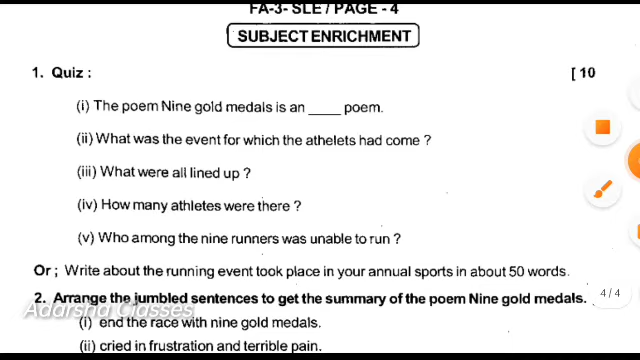 FA-3- SLE / PAGE - 4
SUBJECT ENRICHMENT
1. Quiz : [ 10
(i) The poem Nine gold medals is an ____ poem.
(ii) What was the event for which the athelets had come ?
(iii) What were all lined up ?
(iv) How many athletes were there ?
(v) Who among the nine runners was unable to run ?
Or ; Write about the running event took place in your annual sports in about 50 words.
2. Arrange the jumbled sentences to get the summary of the poem Nine gold medals.
4 / 4
Adarsha Classes
(i) end the race with nine gold medals.
(ii) cried in frustration and terrible pain.